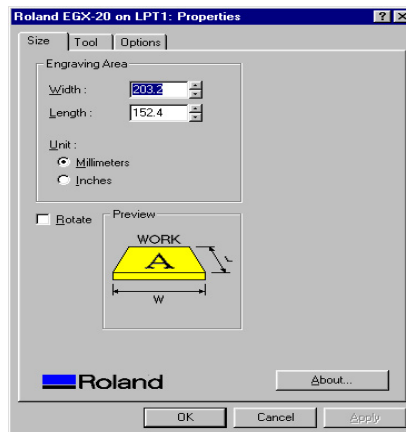 Roland EGX-20 on LPT1: Properties
Size Tool Options
Engraving Area
Width : 203.2
Length : 152.4
Unit :
Millimeters
Inches
Rotate
Preview
WORK
A
L
W
Roland
About...
OK Cancel Apply